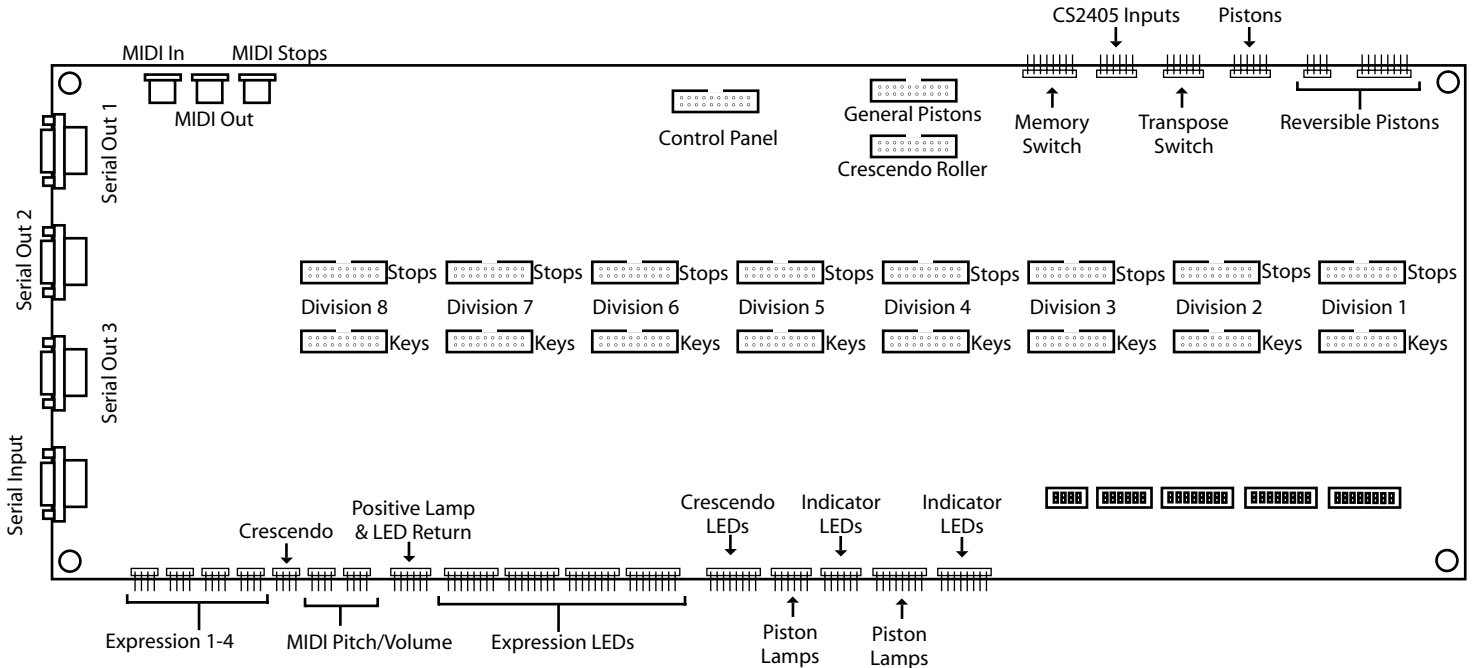 CS2405 Inputs
Pistons
MIDI In
MIDI Stops
MIDI Out
Control Panel
General Pistons
Crescendo Roller
Memory
Switch
Transpose
Switch
Reversible Pistons
Serial Out 1
Serial Out 2
Serial Out 3
Serial Input
Stops
Stops
Stops
Stops
Stops
Stops
Stops
Stops
Division 8
Division 7
Division 6
Division 5
Division 4
Division 3
Division 2
Division 1
Keys
Keys
Keys
Keys
Keys
Keys
Keys
Keys
Crescendo
Positive Lamp
& LED Return
Crescendo
LEDs
Indicator
LEDs
Indicator
LEDs
Expression 1-4
MIDI Pitch/Volume
Expression LEDs
Piston
Lamps
Piston
Lamps